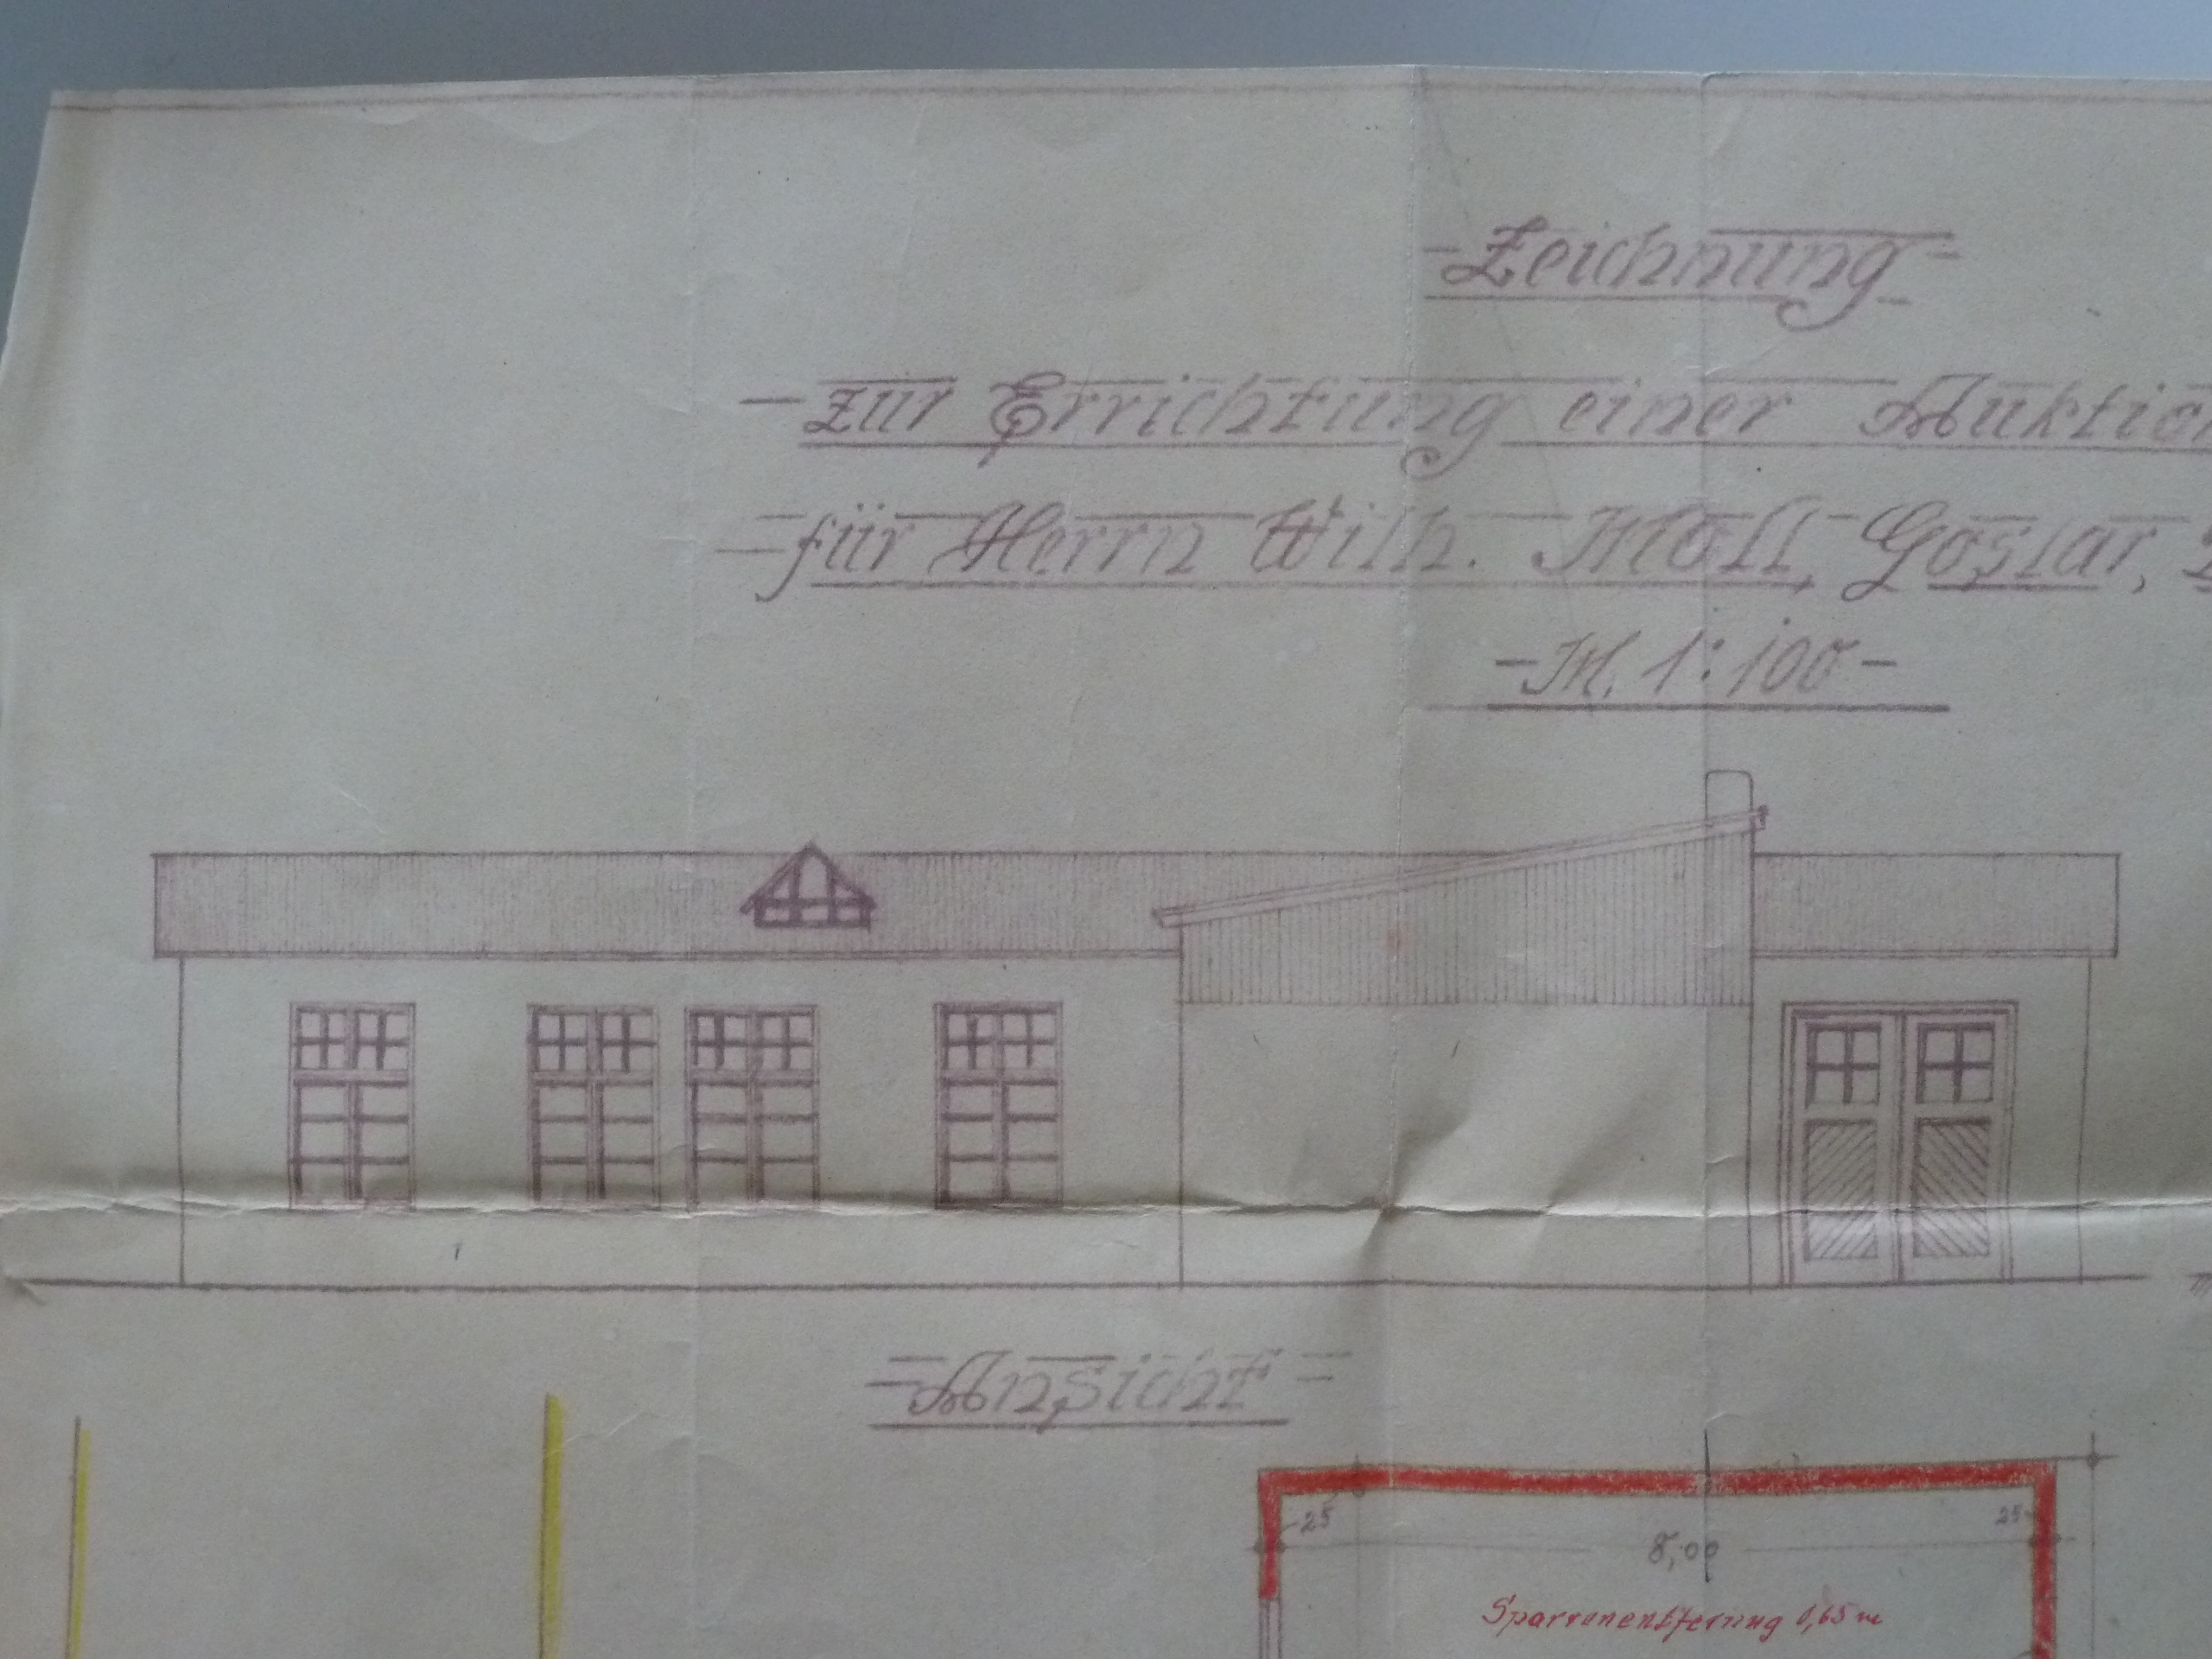 Zeichnung
zur Errichtung einer Auktion
für Herrn Wilh. Moll, Goslar,
M. 1:100
Ansicht
25 25
8,00
Sparrenentfernung 0,65 m